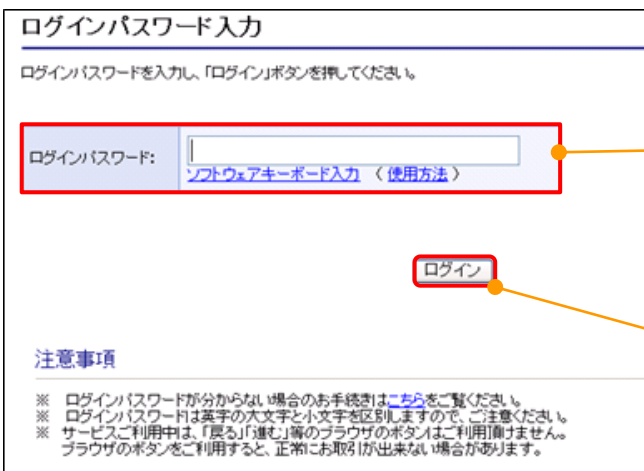 ログインパスワード入力
ログインパスワードを入力し、「ログイン」ボタンを押してください。
ログインパスワード:
ソフトウェアキーボード入力 （使用方法）
ログイン
注意事項
※ ログインパスワードが分からない場合のお手続きはこちらをご覧ください。
※ ログインパスワードは英字の大文字と小文字を区別しますので、ご注意ください。
※ サービスご利用中は、「戻る」「進む」等のブラウザのボタンはご利用頂けません。
ブラウザのボタンをご利用すると、正常にお取引が出来ない場合があります。